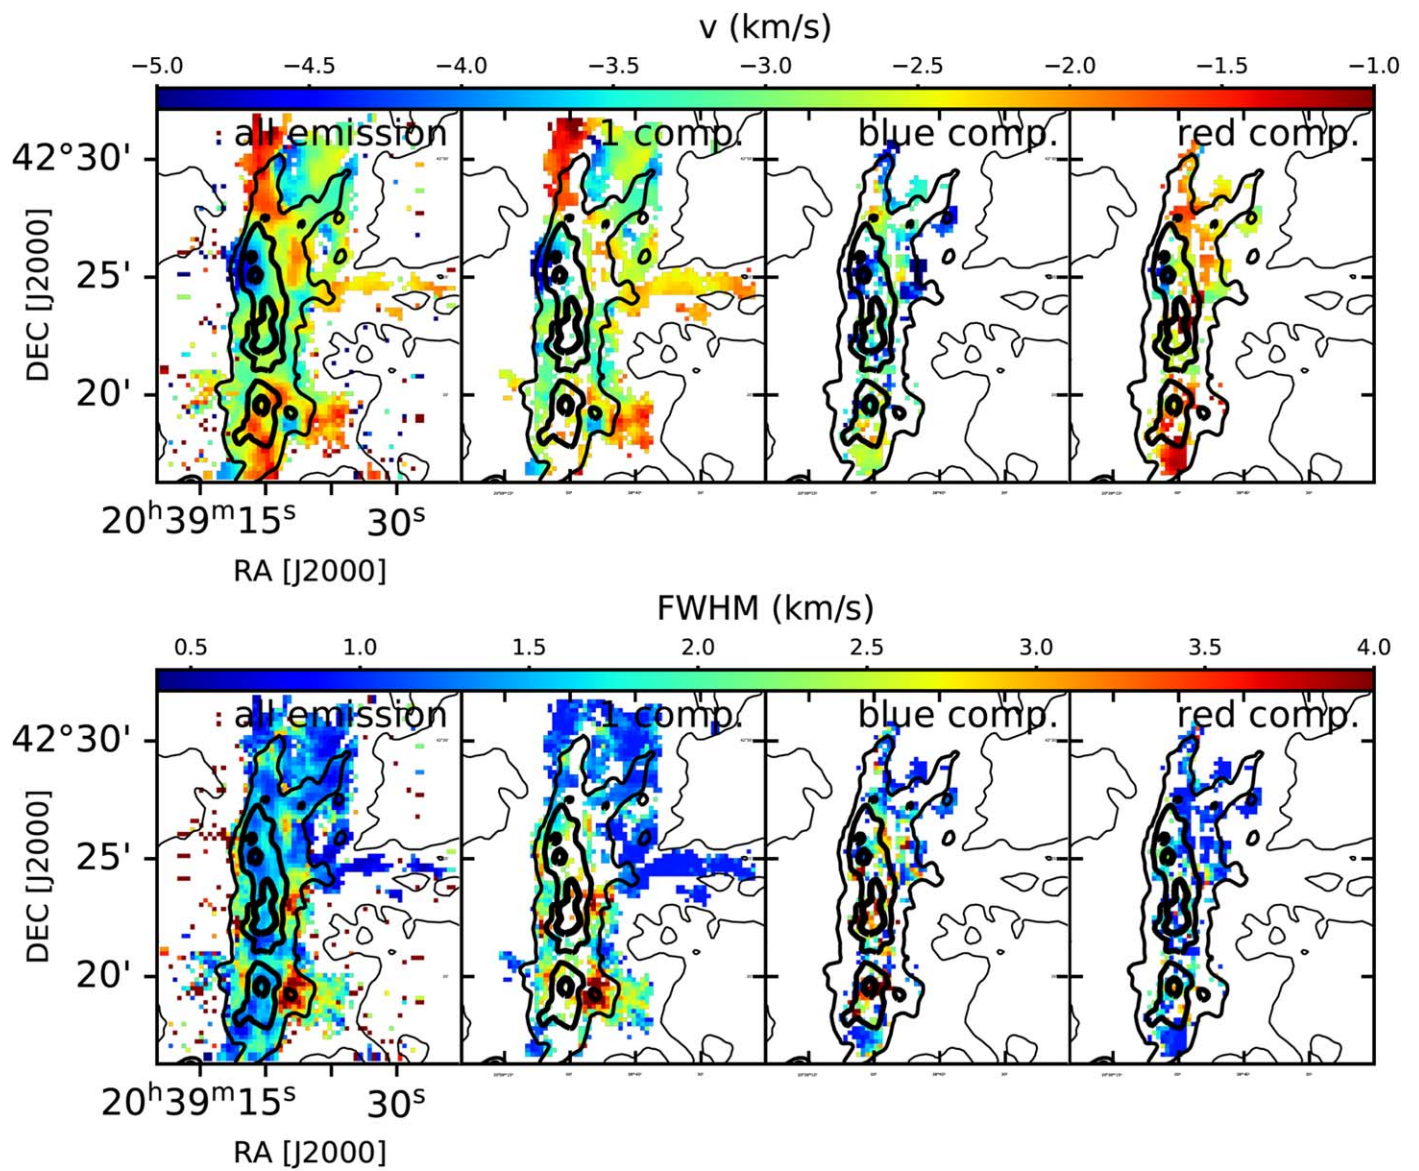 v (km/s)
−5.0 −4.5 −4.0 −3.5 −3.0 −2.5 −2.0 −1.5 −1.0
all emission 1 comp. blue comp. red comp.
42°30'
25'
20'
DEC [J2000]
20ʰ39ᵐ15ˢ 30ˢ
RA [J2000]
FWHM (km/s)
0.5 1.0 1.5 2.0 2.5 3.0 3.5 4.0
all emission 1 comp. blue comp. red comp.
42°30'
25'
20'
DEC [J2000]
20ʰ39ᵐ15ˢ 30ˢ
RA [J2000]